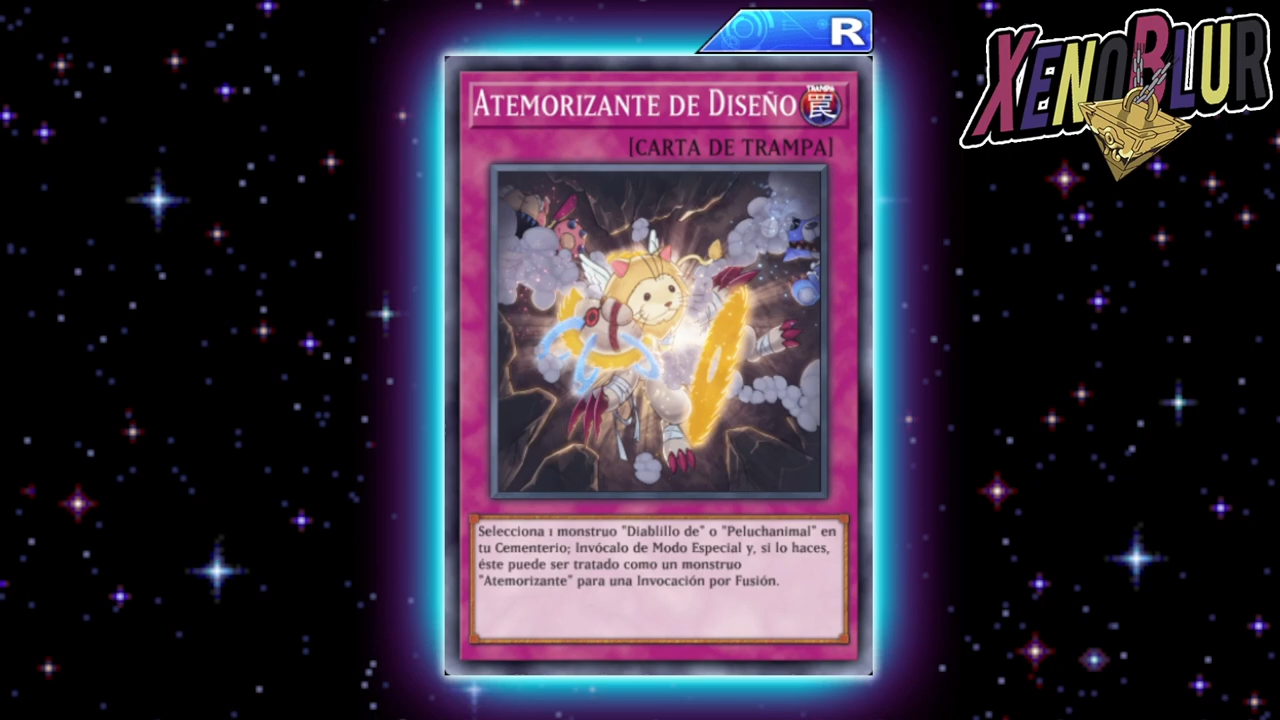 R
XENOBLUR
ATEMORIZANTE DE DISEÑO
TRAMPA
罠
[CARTA DE TRAMPA]
Selecciona 1 monstruo "Diablillo de" o "Peluchanimal" en
tu Cementerio; Invócalo de Modo Especial y, si lo haces,
éste puede ser tratado como un monstruo
"Atemorizante" para una Invocación por Fusión.